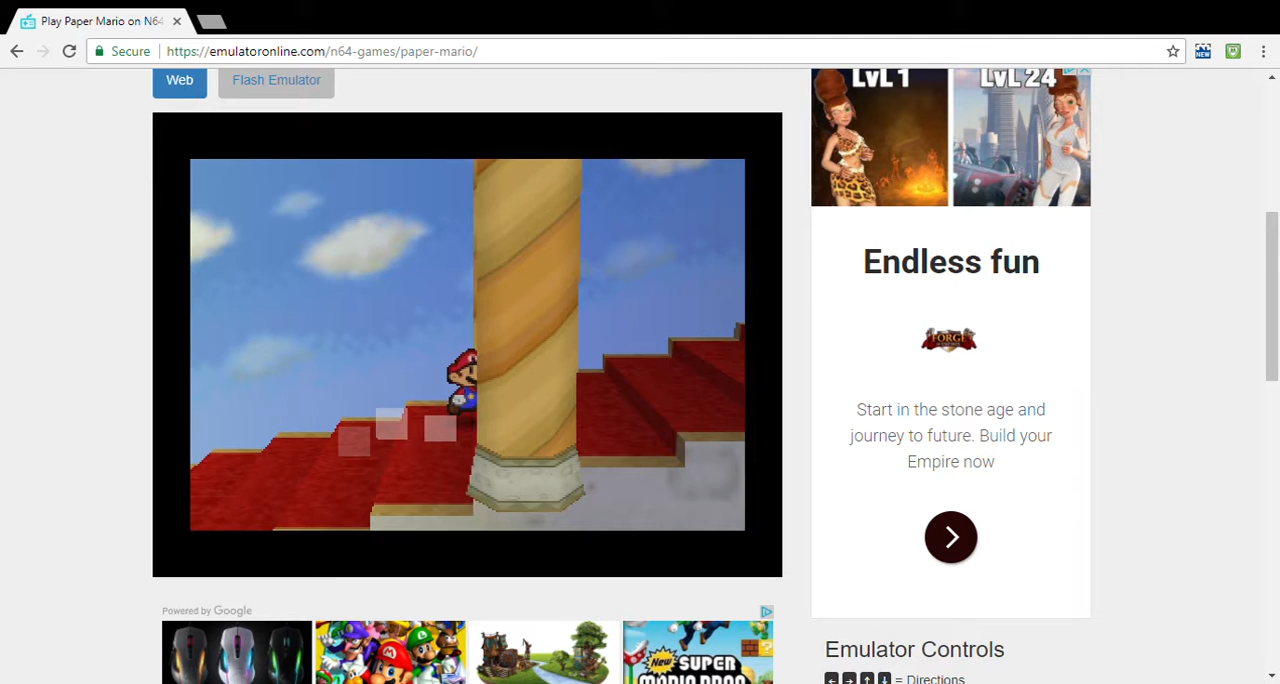 Play Paper Mario on N64
Secure
https://emulatoronline.com/n64-games/paper-mario/
NEW
Web
Flash Emulator
LVL 1
LVL 24
Endless fun
FORGE
Start in the stone age and
journey to future. Build your
Empire now
Powered by Google
New
SUPER
Emulator Controls
= Directions